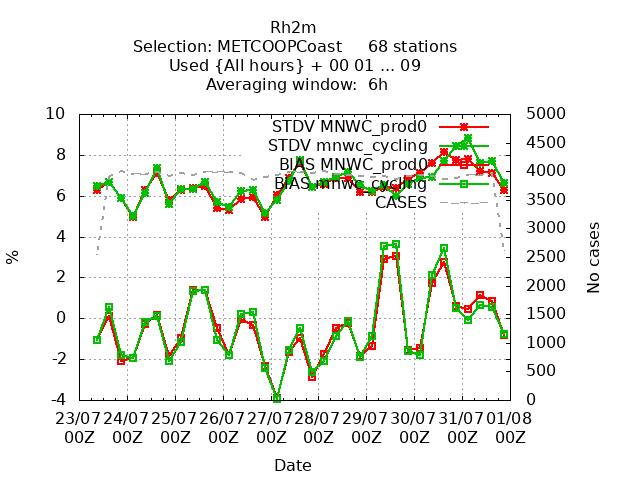 Rh2m
Selection: METCOOPCoast 68 stations
Used {All hours} + 00 01 ... 09
Averaging window: 6h
10
8
6
4
2
0
-2
-4
%
5000
4500
4000
3500
3000
2500
2000
1500
1000
500
0
No cases
STDV MNWC_prod0
STDV mnwc_cycling
BIAS MNWC_prod0
BIAS mnwc_cycling
CASES
23/07 24/07 25/07 26/07 27/07 28/07 29/07 30/07 31/07 01/08
00Z 00Z 00Z 00Z 00Z 00Z 00Z 00Z 00Z 00Z
Date